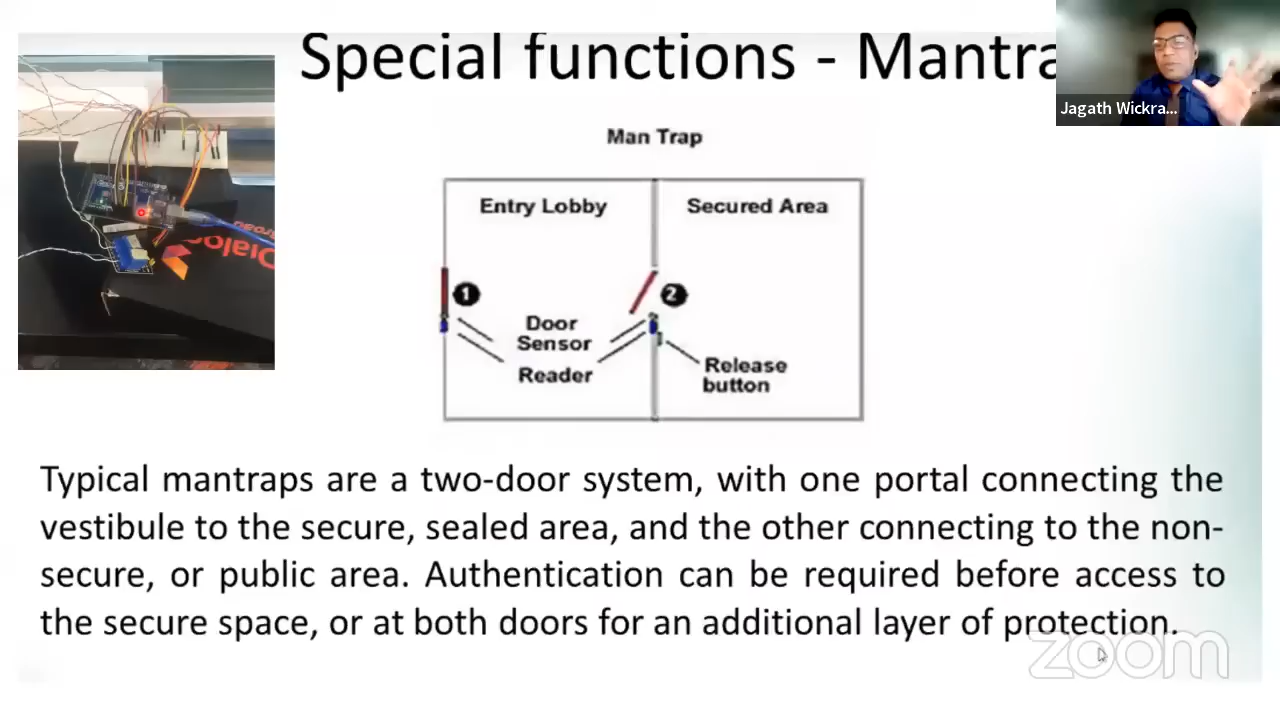 Special functions - Mantra
Jagath Wickra...
Man Trap
Entry Lobby
Secured Area
1
2
Door
Sensor
Reader
Release
button
Dialog
Typical mantraps are a two-door system, with one portal connecting the
vestibule to the secure, sealed area, and the other connecting to the non-
secure, or public area. Authentication can be required before access to
the secure space, or at both doors for an additional layer of protection.
zoom